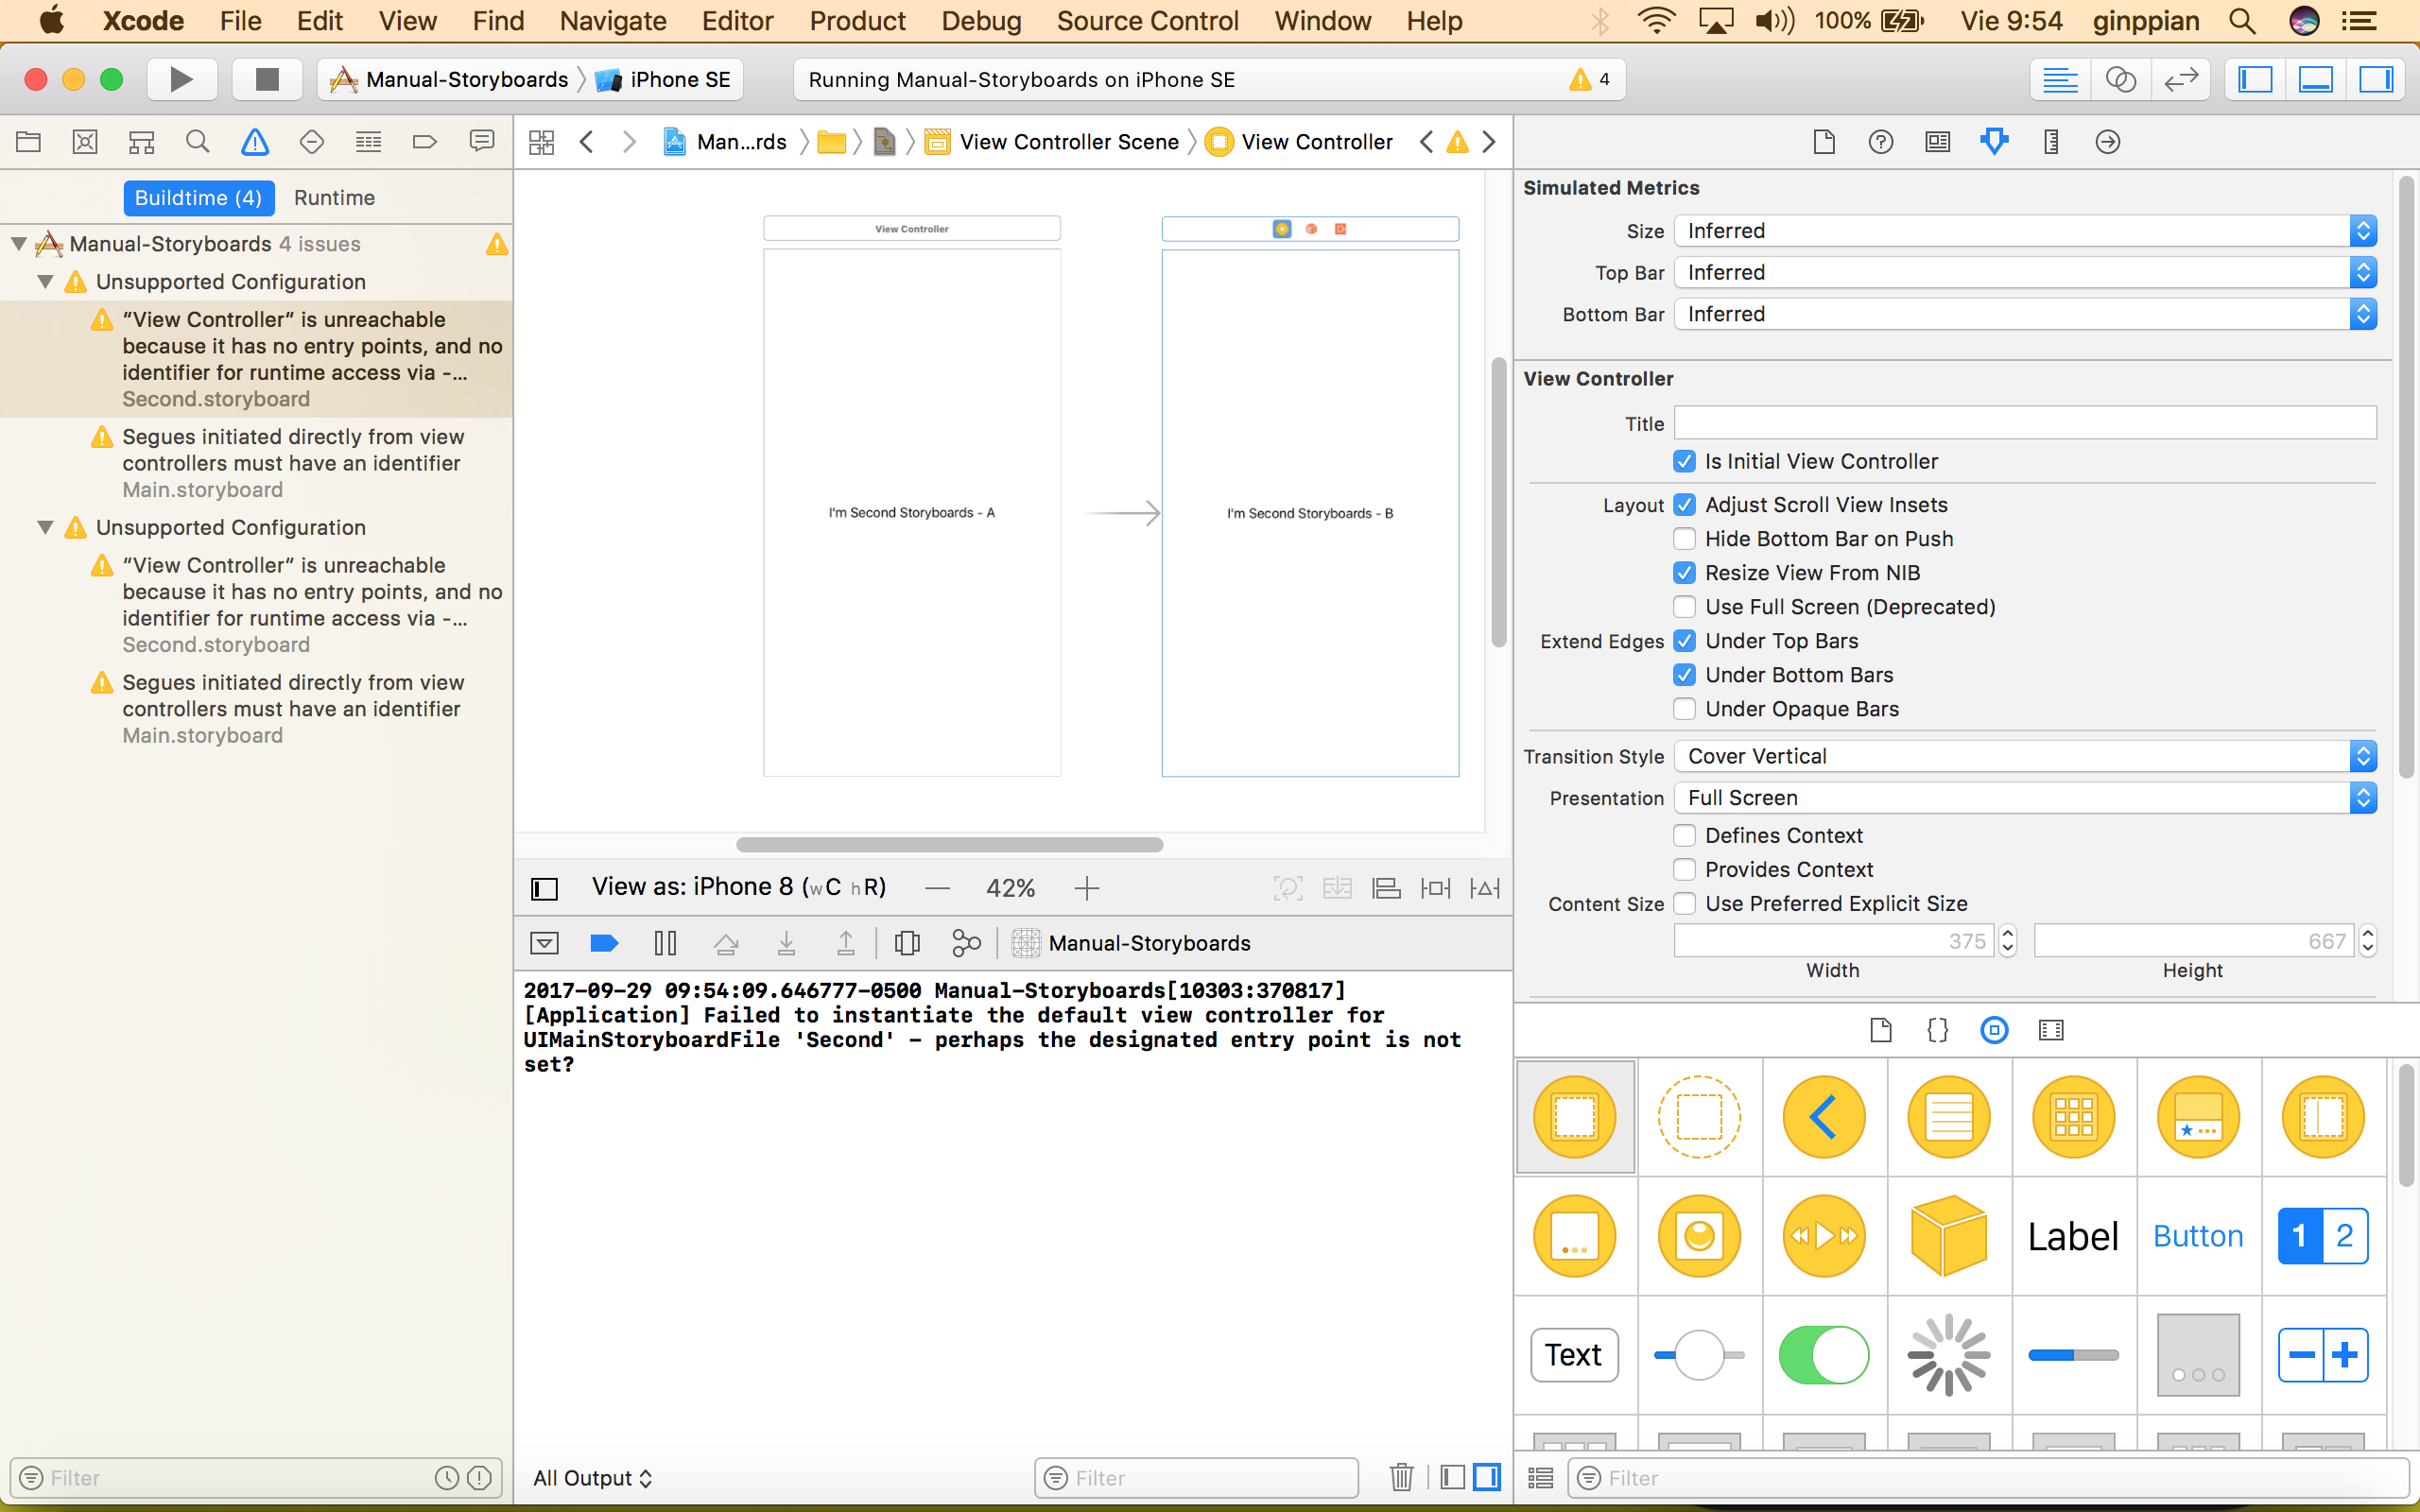 Xcode File Edit View Find Navigate Editor Product Debug Source Control Window Help 100% Vie 9:54 ginppian
Manual-Storyboards iPhone SE Running Manual-Storyboards on iPhone SE 4
Man...rds View Controller Scene View Controller
Buildtime (4) Runtime
Manual-Storyboards 4 issues
Unsupported Configuration
“View Controller“ is unreachable
because it has no entry points, and no
identifier for runtime access via -...
Second.storyboard
Segues initiated directly from view
controllers must have an identifier
Main.storyboard
Unsupported Configuration
“View Controller“ is unreachable
because it has no entry points, and no
identifier for runtime access via -...
Second.storyboard
Segues initiated directly from view
controllers must have an identifier
Main.storyboard
Filter
View Controller
I'm Second Storyboards - A
I'm Second Storyboards - B
View as: iPhone 8 (wC hR) — 42% +
Manual-Storyboards
2017-09-29 09:54:09.646777-0500 Manual-Storyboards[10303:370817]
[Application] Failed to instantiate the default view controller for
UIMainStoryboardFile 'Second' - perhaps the designated entry point is not
set?
All Output Filter
Simulated Metrics
Size Inferred
Top Bar Inferred
Bottom Bar Inferred
View Controller
Title
Is Initial View Controller
Layout Adjust Scroll View Insets
Hide Bottom Bar on Push
Resize View From NIB
Use Full Screen (Deprecated)
Extend Edges Under Top Bars
Under Bottom Bars
Under Opaque Bars
Transition Style Cover Vertical
Presentation Full Screen
Defines Context
Provides Context
Content Size Use Preferred Explicit Size
375 667
Width Height
{}
Label Button 1 2
Text
Filter